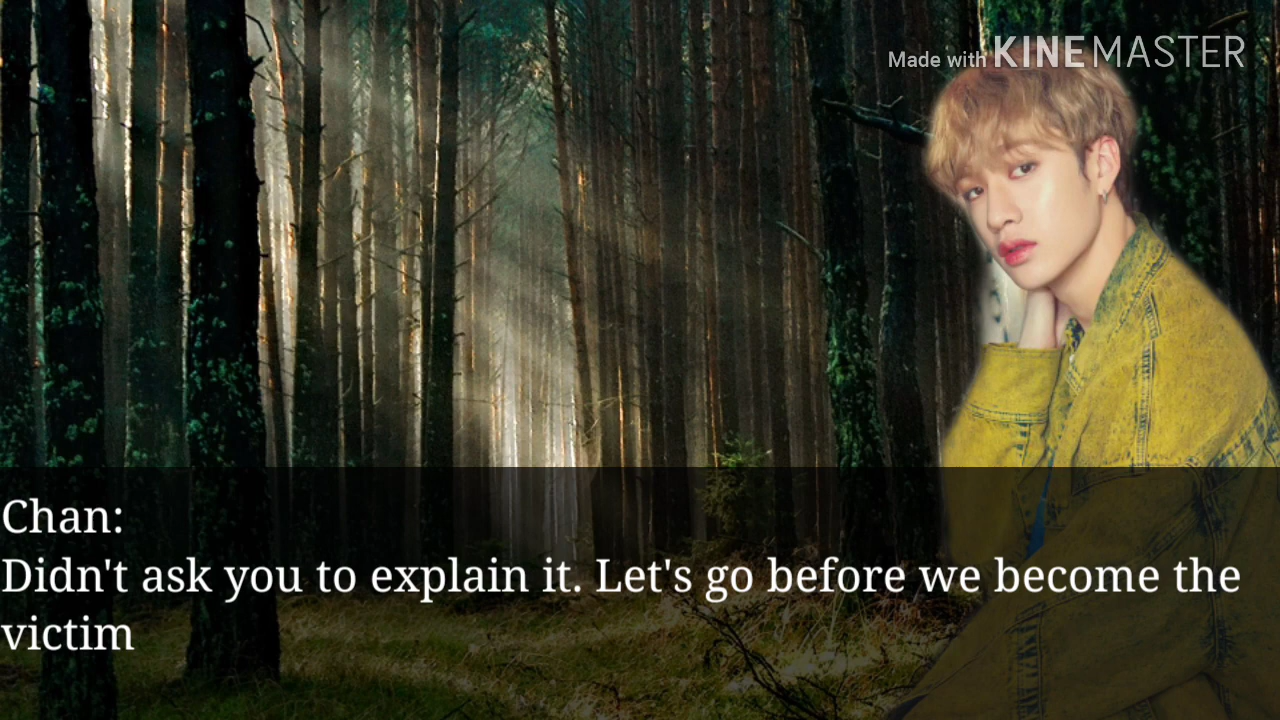 Made with KINEMASTER
Chan:
Didn't ask you to explain it. Let's go before we become the
victim